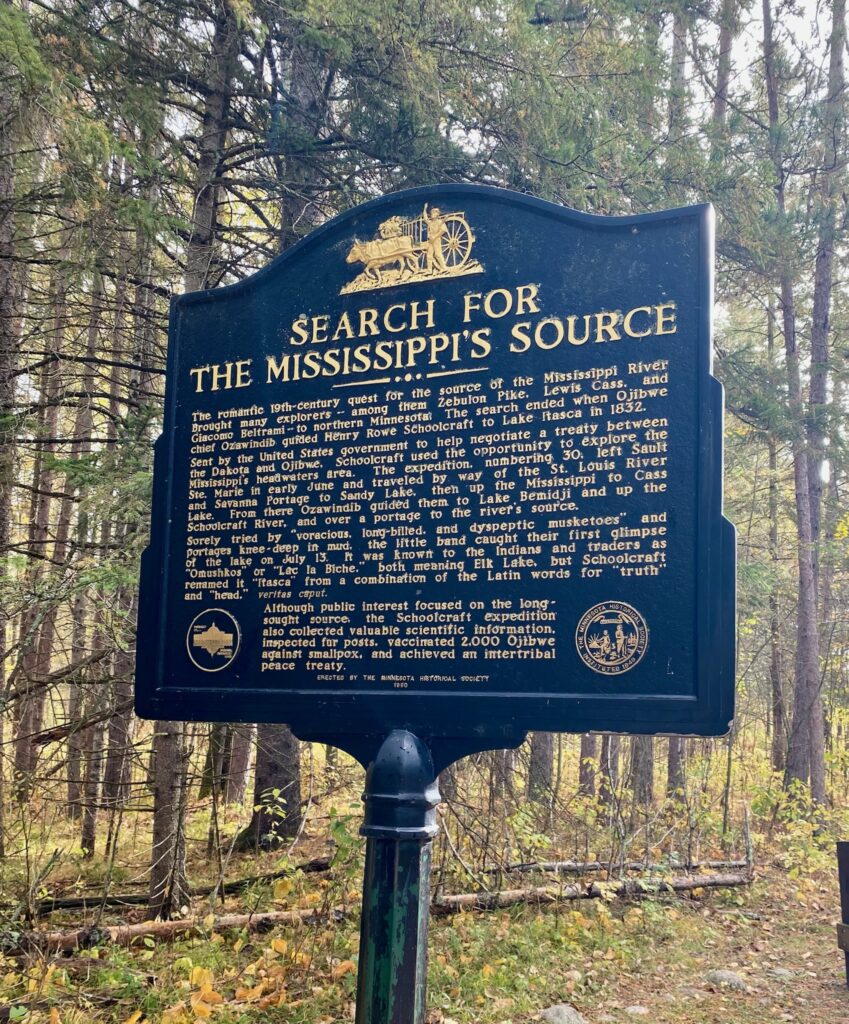 SEARCH FOR
THE MISSISSIPPI'S SOURCE
The romantic 19th-century quest for the source of the Mississippi River
brought many explorers -- among them Zebulon Pike, Lewis Cass, and
Giacomo Beltrami -- to northern Minnesota. The search ended when Ojibwe
chief Ozawindib guided Henry Rowe Schoolcraft to Lake Itasca in 1832.
Sent by the United States government to help negotiate a treaty between
the Dakota and Ojibwe, Schoolcraft used the opportunity to explore the
Mississippi's headwaters area. The expedition, numbering 30, left Sault
Ste. Marie in early June and traveled by way of the St. Louis River
and Savanna Portage to Sandy Lake, then up the Mississippi to Cass
Lake. From there Ozawindib guided them to Lake Bemidji and up the
Schoolcraft River, and over a portage to the river's source.
Sorely tried by "voracious, long-billed, and dyspeptic musketoes" and
portages knee-deep in mud, the little band caught their first glimpse
of the lake on July 13. It was known to the Indians and traders as
"Omushkos" or "Lac la Biche," both meaning Elk Lake, but Schoolcraft
renamed it "Itasca" from a combination of the Latin words for "truth"
and "head," veritas caput.
Although public interest focused on the long-
sought source, the Schoolcraft expedition
also collected valuable scientific information,
inspected fur posts, vaccinated 2,000 Ojibwe
against smallpox, and achieved an intertribal
peace treaty.
ERECTED BY THE MINNESOTA HISTORICAL SOCIETY
THE MINNESOTA HISTORICAL SOCIETY
INSTITUTED 1849